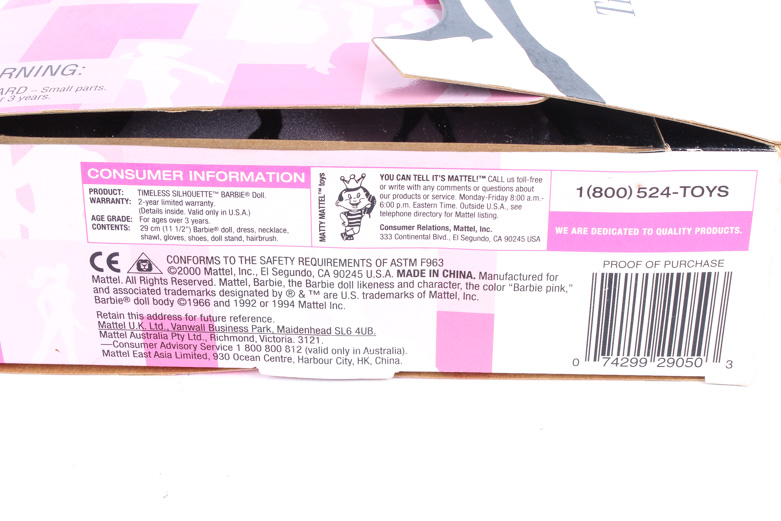 RNING:
ARD – Small parts.
r 3 years.
CONSUMER INFORMATION
PRODUCT: TIMELESS SILHOUETTE™ BARBIE® Doll.
WARRANTY: 2-year limited warranty.
(Details inside. Valid only in U.S.A.)
AGE GRADE: For ages over 3 years.
CONTENTS: 29 cm (11 1/2") Barbie® doll, dress, necklace,
shawl, gloves, shoes, doll stand, hairbrush.
MATTY MATTEL™ toys
YOU CAN TELL IT'S MATTEL!™ CALL us toll-free
or write with any comments or questions about
our products or service. Monday-Friday 8:00 a.m.-
6:00 p.m. Eastern Time. Outside U.S.A., see
telephone directory for Mattel listing.
Consumer Relations, Mattel, Inc.
333 Continental Blvd., El Segundo, CA 90245 USA
1(800) 524-TOYS
WE ARE DEDICATED TO QUALITY PRODUCTS.
CE CONFORMS TO THE SAFETY REQUIREMENTS OF ASTM F963
©2000 Mattel, Inc., El Segundo, CA 90245 U.S.A. MADE IN CHINA. Manufactured for
Mattel. All Rights Reserved. Mattel, Barbie, the Barbie doll likeness and character, the color "Barbie pink,"
and associated trademarks designated by ® & ™ are U.S. trademarks of Mattel, Inc.
Barbie® doll body ©1966 and 1992 or 1994 Mattel Inc.
Retain this address for future reference.
Mattel U.K. Ltd., Vanwall Business Park, Maidenhead SL6 4UB.
Mattel Australia Pty Ltd., Richmond, Victoria. 3121.
—Consumer Advisory Service 1 800 800 812 (valid only in Australia).
Mattel East Asia Limited, 930 Ocean Centre, Harbour City, HK, China.
PROOF OF PURCHASE
0 74299 29050 3